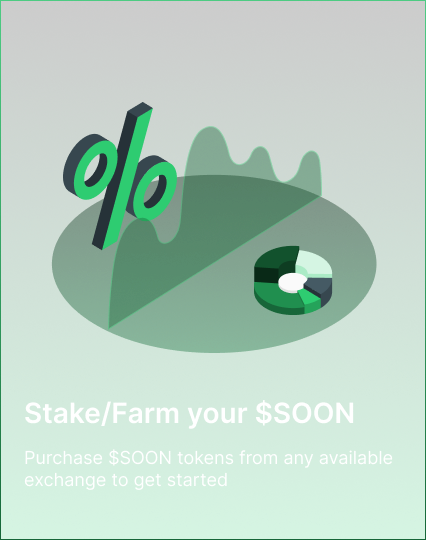 %
Stake/Farm your $SOON
Purchase $SOON tokens from any available
exchange to get started